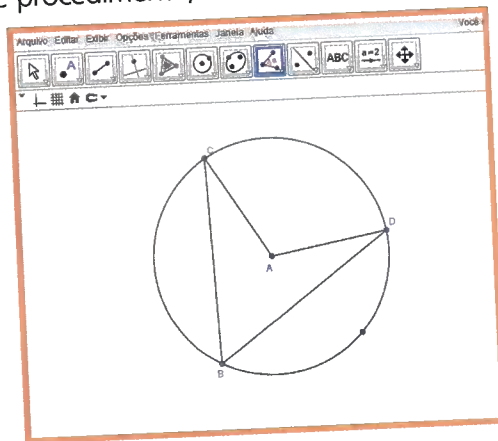 procedimen
Arquivo Editar Exibir Opções Ferramentas Janela Ajuda
Você
A
ABC
a=2
C
D
A
B